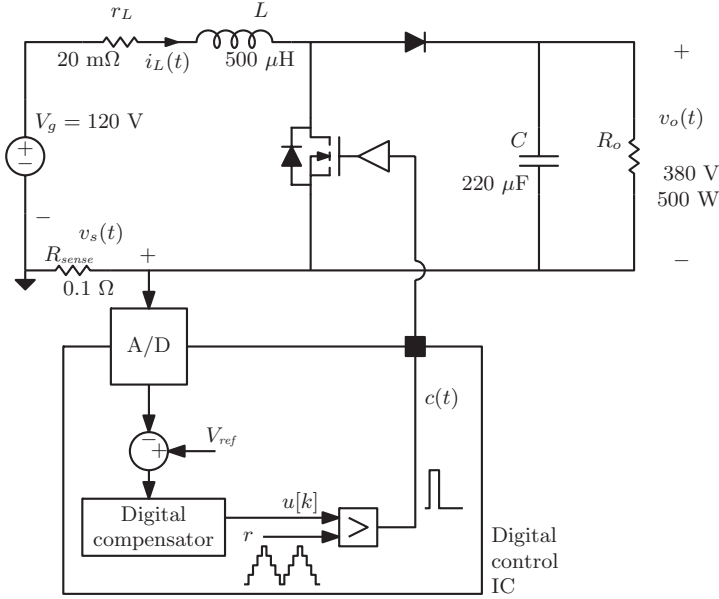 r_L
L
20 mΩ
i_L(t)
500 μH
+
V_g = 120 V
v_o(t)
+
−
C
R_o
220 μF
380 V
500 W
−
v_s(t)
R_sense
+
−
0.1 Ω
A/D
c(t)
−
+
V_ref
Digital
compensator
u[k]
>
r
Digital
control
IC